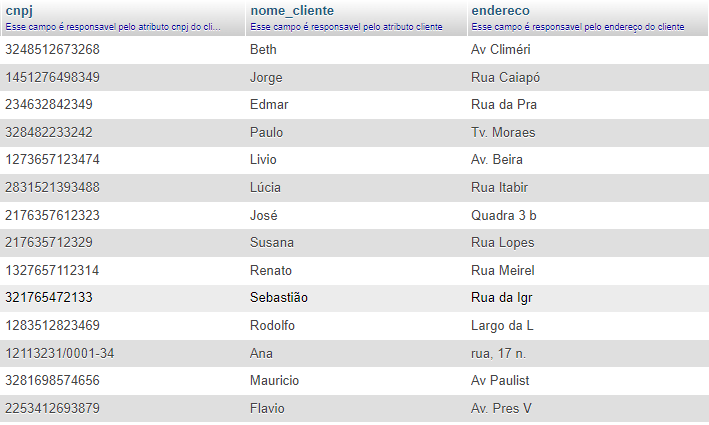 cnpj nome_cliente endereco
Esse campo é responsavel pelo atributo cnpj do cli... Esse campo é responsavel pelo atributo cliente Esse campo é responsavel pelo endereço do cliente
3248512673268 Beth Av Climéri
1451276498349 Jorge Rua Caiapó
234632842349 Edmar Rua da Pra
328482233242 Paulo Tv. Moraes
1273657123474 Livio Av. Beira
2831521393488 Lúcia Rua Itabir
2176357612323 José Quadra 3 b
217635712329 Susana Rua Lopes
1327657112314 Renato Rua Meirel
321765472133 Sebastião Rua da Igr
1283512823469 Rodolfo Largo da L
12113231/0001-34 Ana rua, 17 n.
3281698574656 Mauricio Av Paulist
2253412693879 Flavio Av. Pres V